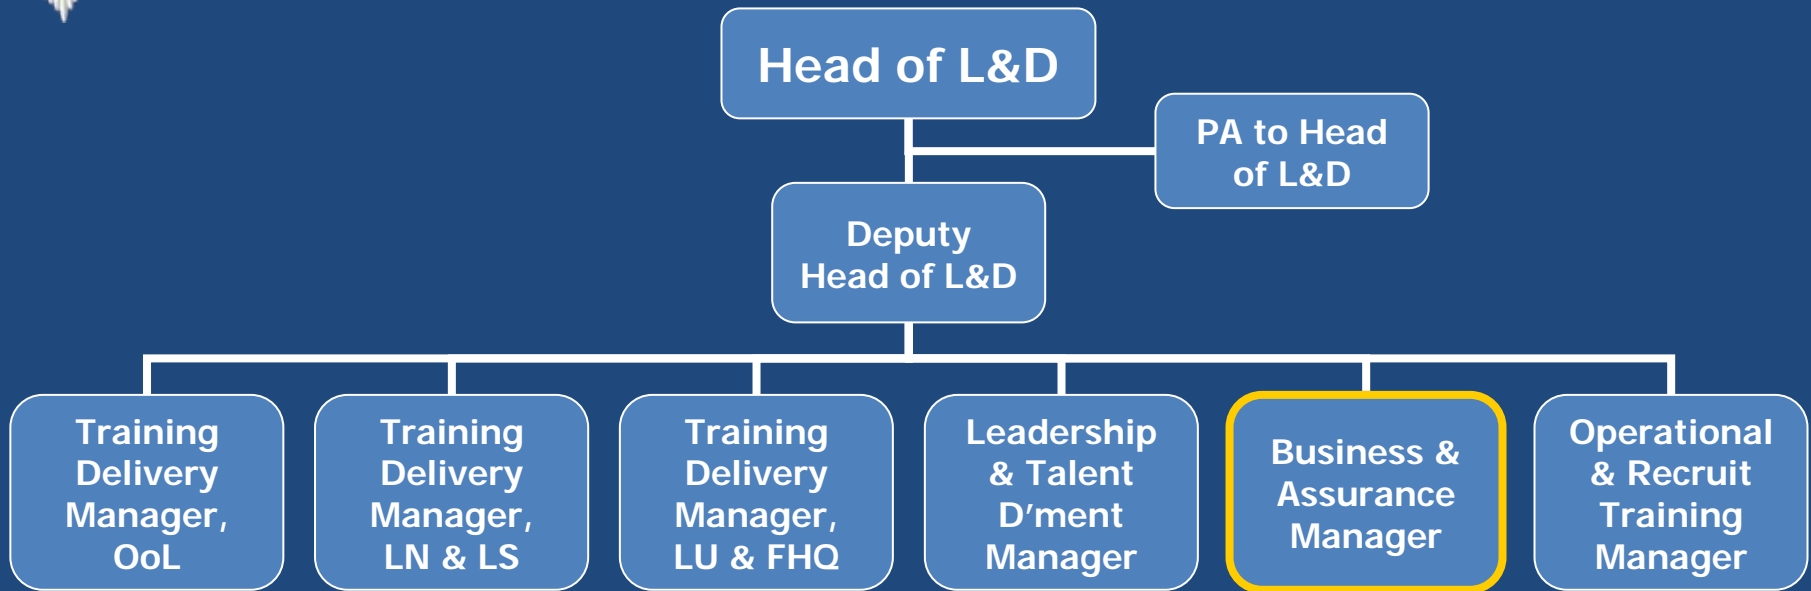 Head of L&D
PA to Head
of L&D
Deputy
Head of L&D
Training
Delivery
Manager,
OoL
Training
Delivery
Manager,
LN & LS
Training
Delivery
Manager,
LU & FHQ
Leadership
& Talent
D’ment
Manager
Business &
Assurance
Manager
Operational
& Recruit
Training
Manager